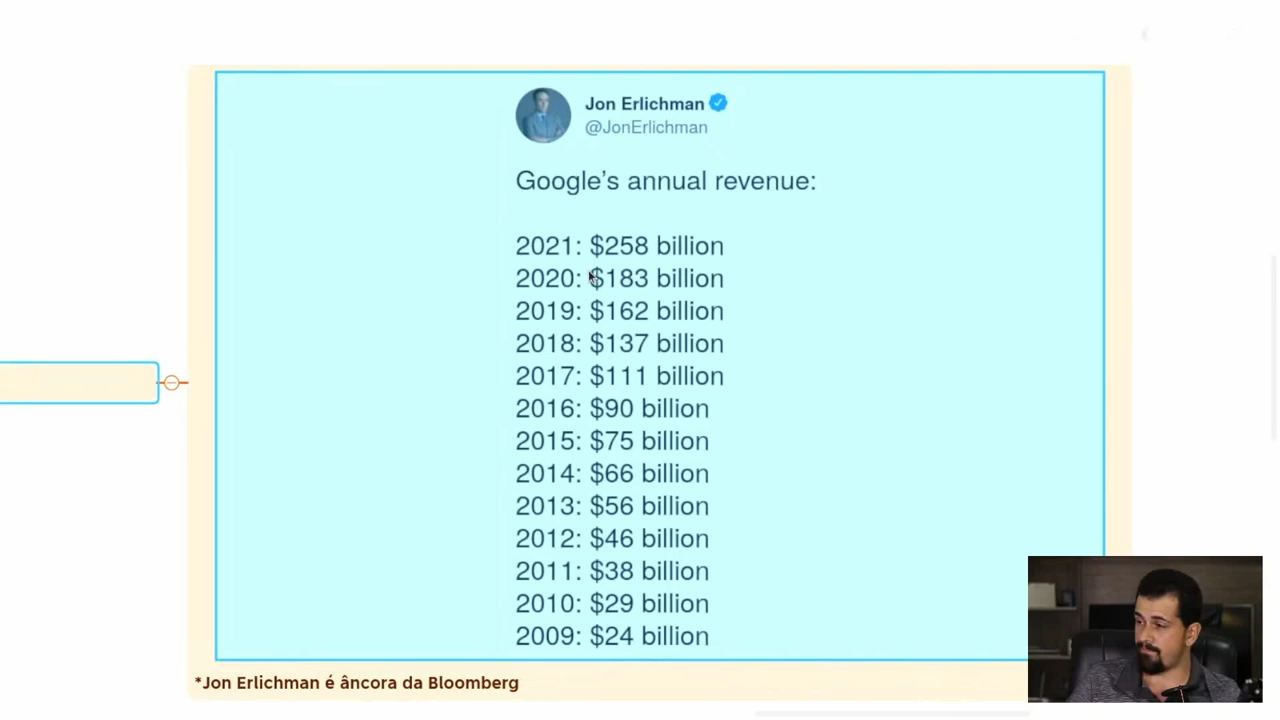 Jon Erlichman
@JonErlichman
Google’s annual revenue:
2021: $258 billion
2020: $183 billion
2019: $162 billion
2018: $137 billion
2017: $111 billion
2016: $90 billion
2015: $75 billion
2014: $66 billion
2013: $56 billion
2012: $46 billion
2011: $38 billion
2010: $29 billion
2009: $24 billion
*Jon Erlichman é âncora da Bloomberg